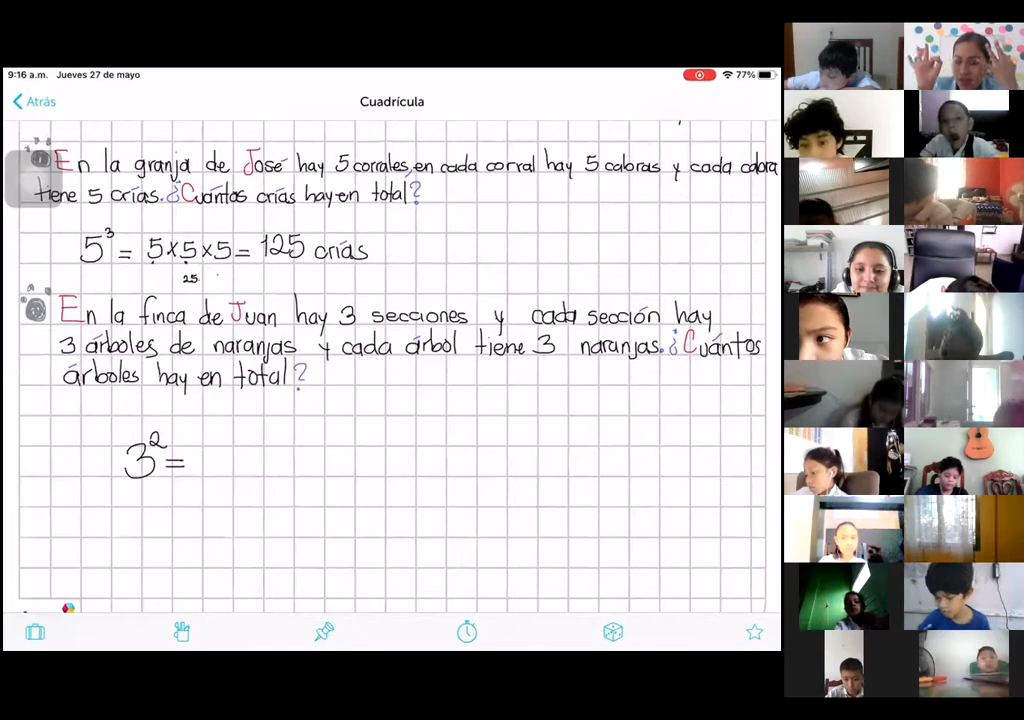 9:16 a.m. Jueves 27 de mayo 77%
Atrás Cuadrícula
En la granja de José hay 5 corrales, en cada corral hay 5 cabras y cada cabra
tiene 5 crías. ¿Cuántas crías hay en total?
5³ = 5×5×5 = 125 crías
25
En la finca de Juan hay 3 secciones y cada sección hay
3 árboles de naranjas y cada árbol tiene 3 naranjas. ¿Cuántos
árboles hay en total?
3² =